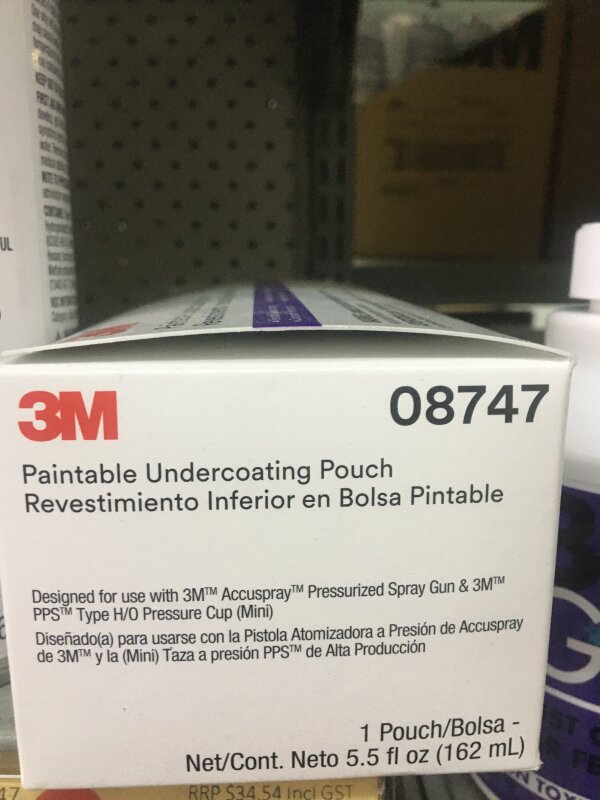 3M
08747
Paintable Undercoating Pouch
Revestimiento Inferior en Bolsa Pintable
Designed for use with 3M™ Accuspray™ Pressurized Spray Gun & 3M™
PPS™ Type H/O Pressure Cup (Mini)
Diseñado(a) para usarse con la Pistola Atomizadora a Presión de Accuspray
de 3M™ y la (Mini) Taza a presión PPS™ de Alta Producción
1 Pouch/Bolsa -
Net/Cont. Neto 5.5 fl oz (162 mL)
47
RRP $34.54 Incl GST